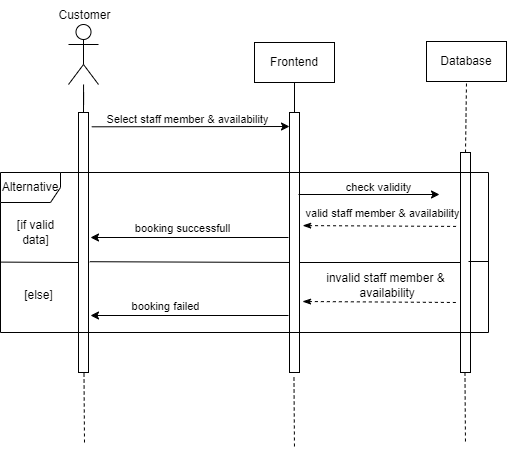 Customer
Frontend
Database
Select staff member & availability
Alternative
check validity
[if valid
data]
valid staff member & availability
booking successfull
[else]
invalid staff member &
availability
booking failed